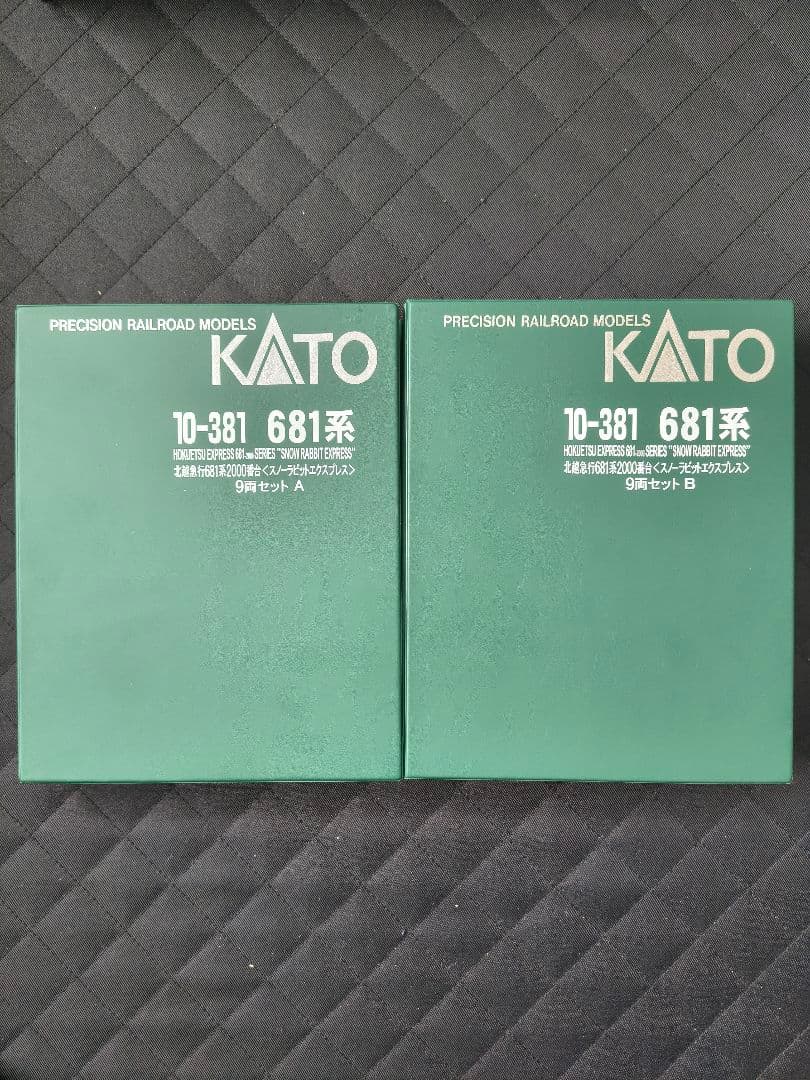 PRECISION RAILROAD MODELS
KATO
10-381 681系
HOKUETSU EXPRESS 681-2000 SERIES "SNOW RABBIT EXPRESS"
北越急行681系2000番台<スノーラビットエクスプレス>
9両セット A
PRECISION RAILROAD MODELS
KATO
10-381 681系
HOKUETSU EXPRESS 681-2000 SERIES "SNOW RABBIT EXPRESS"
北越急行681系2000番台<スノーラビットエクスプレス>
9両セット B